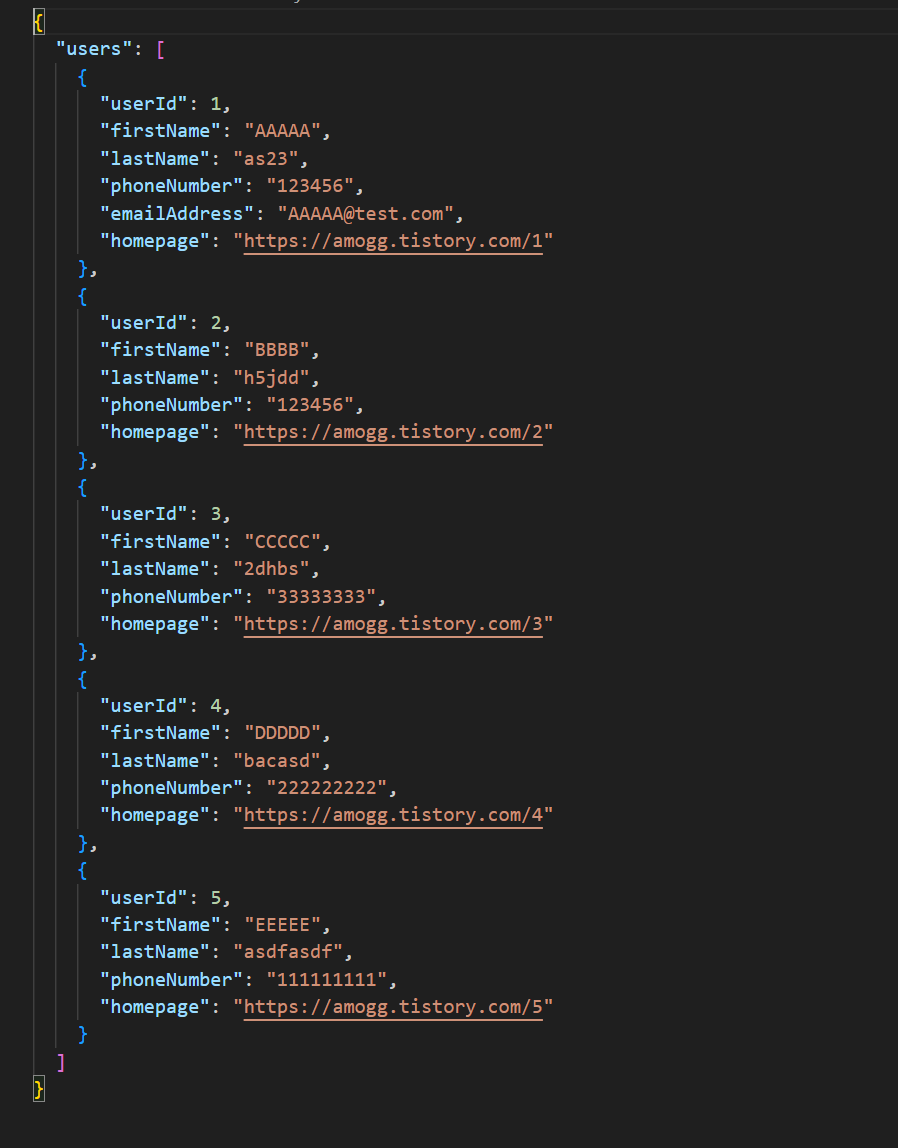 {
"users": [
{
"userId": 1,
"firstName": "AAAAA",
"lastName": "as23",
"phoneNumber": "123456",
"emailAddress": "AAAAA@test.com",
"homepage": "https://amogg.tistory.com/1"
},
{
"userId": 2,
"firstName": "BBBB",
"lastName": "h5jdd",
"phoneNumber": "123456",
"homepage": "https://amogg.tistory.com/2"
},
{
"userId": 3,
"firstName": "CCCCC",
"lastName": "2dhbs",
"phoneNumber": "33333333",
"homepage": "https://amogg.tistory.com/3"
},
{
"userId": 4,
"firstName": "DDDDD",
"lastName": "bacasd",
"phoneNumber": "222222222",
"homepage": "https://amogg.tistory.com/4"
},
{
"userId": 5,
"firstName": "EEEEE",
"lastName": "asdfasdf",
"phoneNumber": "111111111",
"homepage": "https://amogg.tistory.com/5"
}
]
}